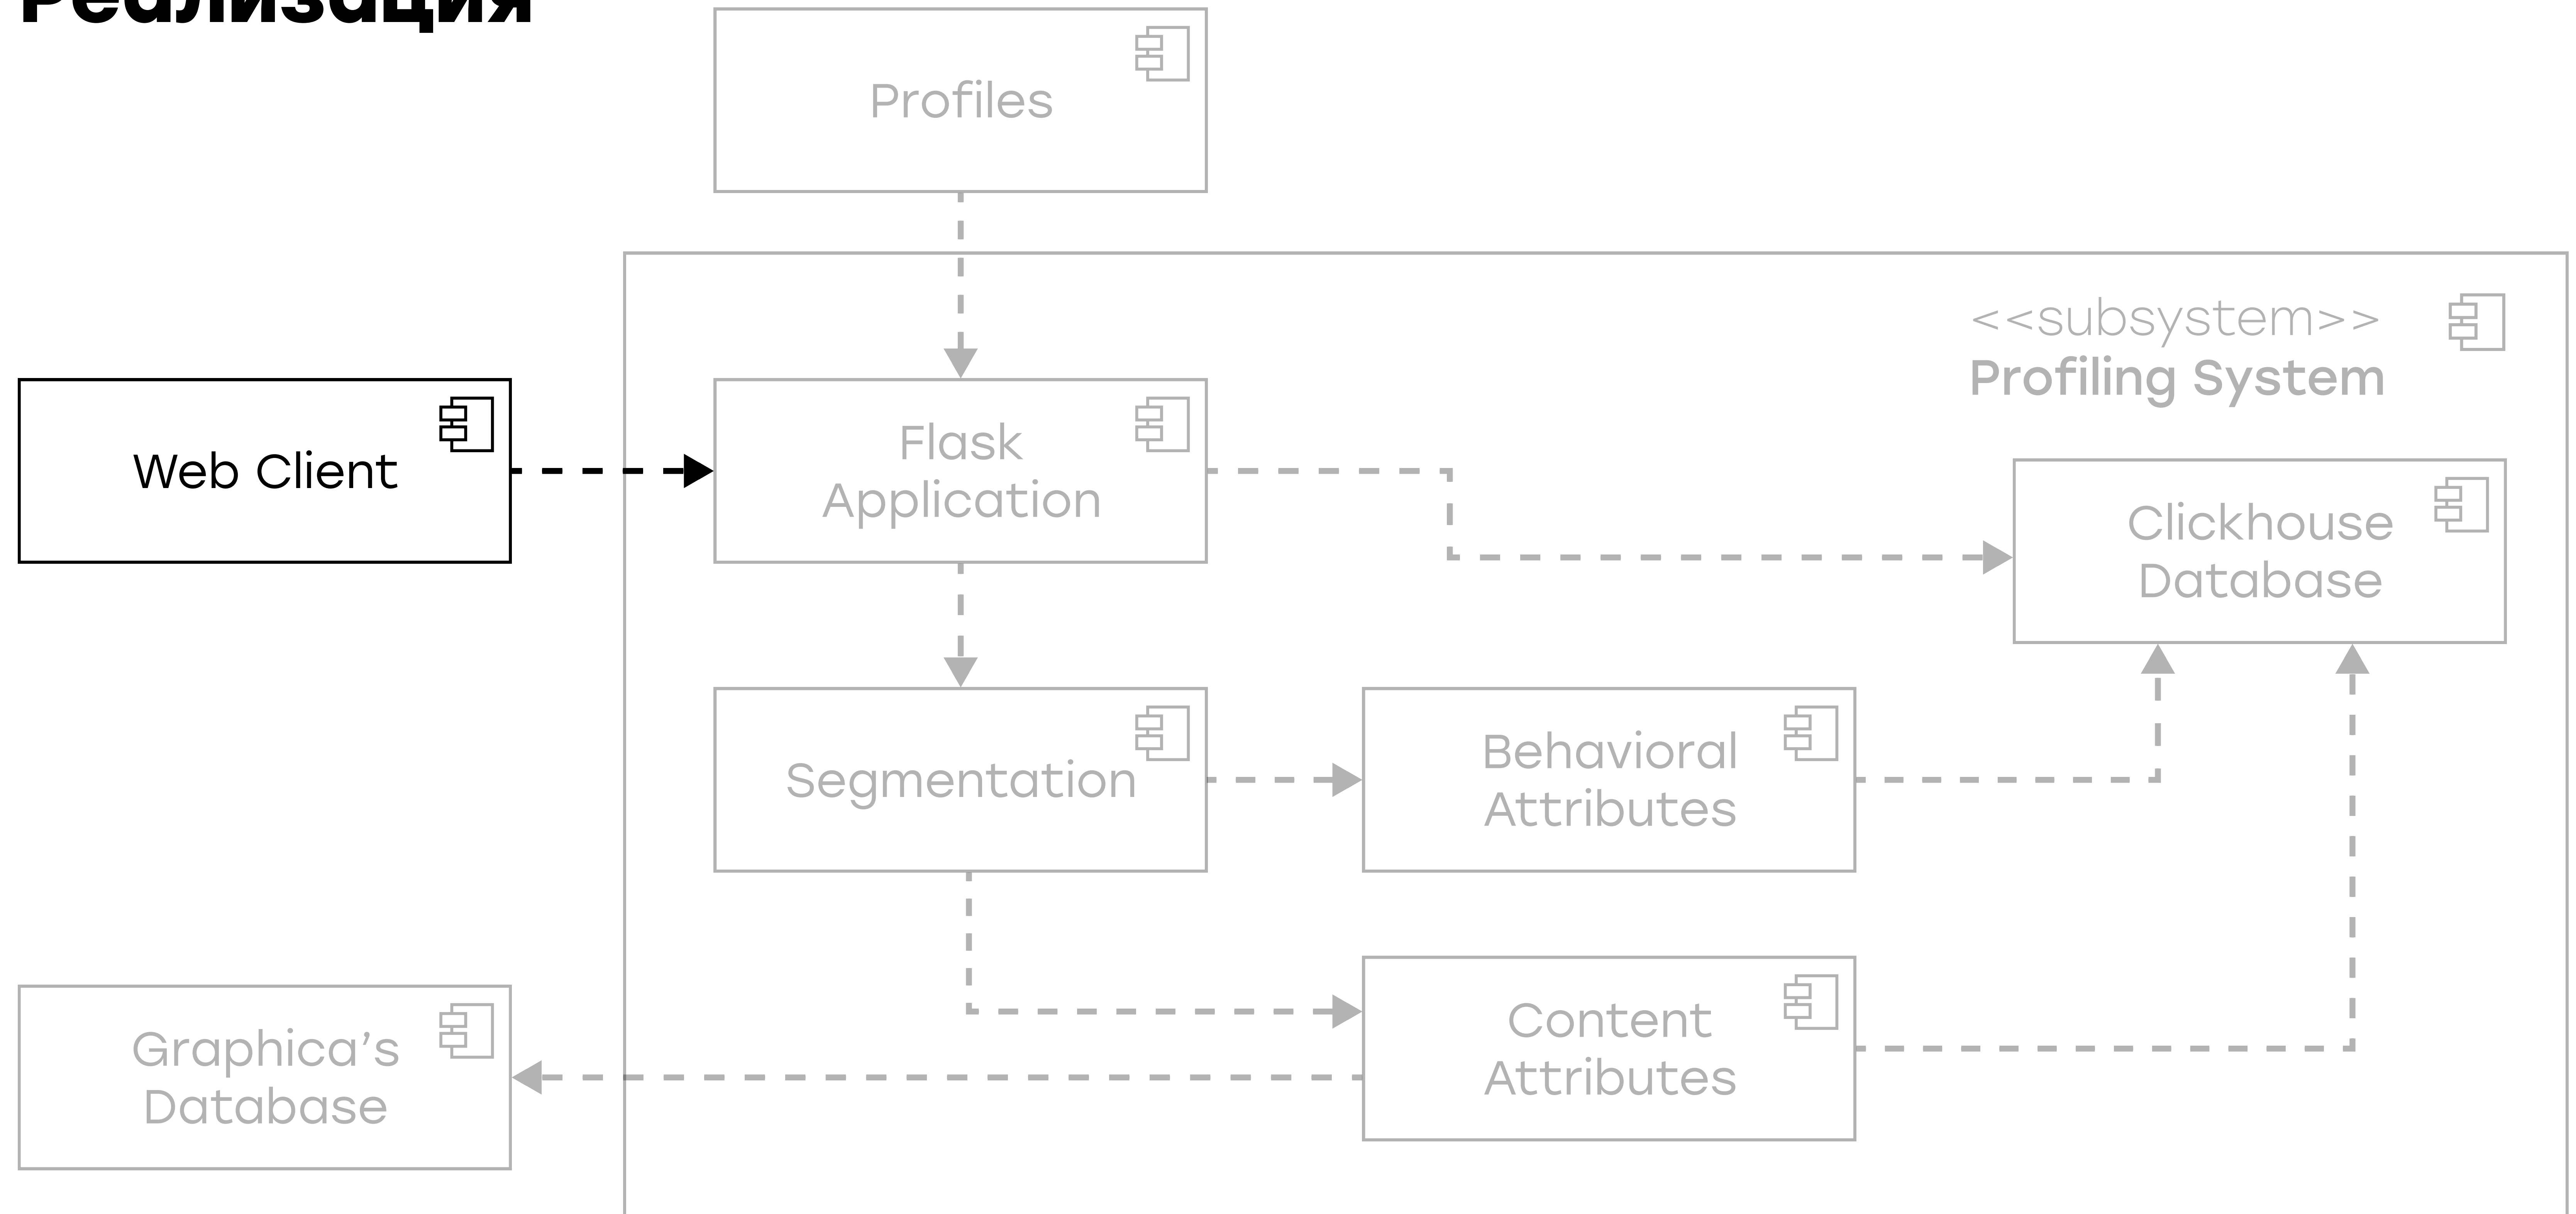 Реализация
Profiles
<<subsystem>>
Profiling System
Web Client
Flask
Application
Clickhouse
Database
Segmentation
Behavioral
Attributes
Graphica’s
Database
Content
Attributes